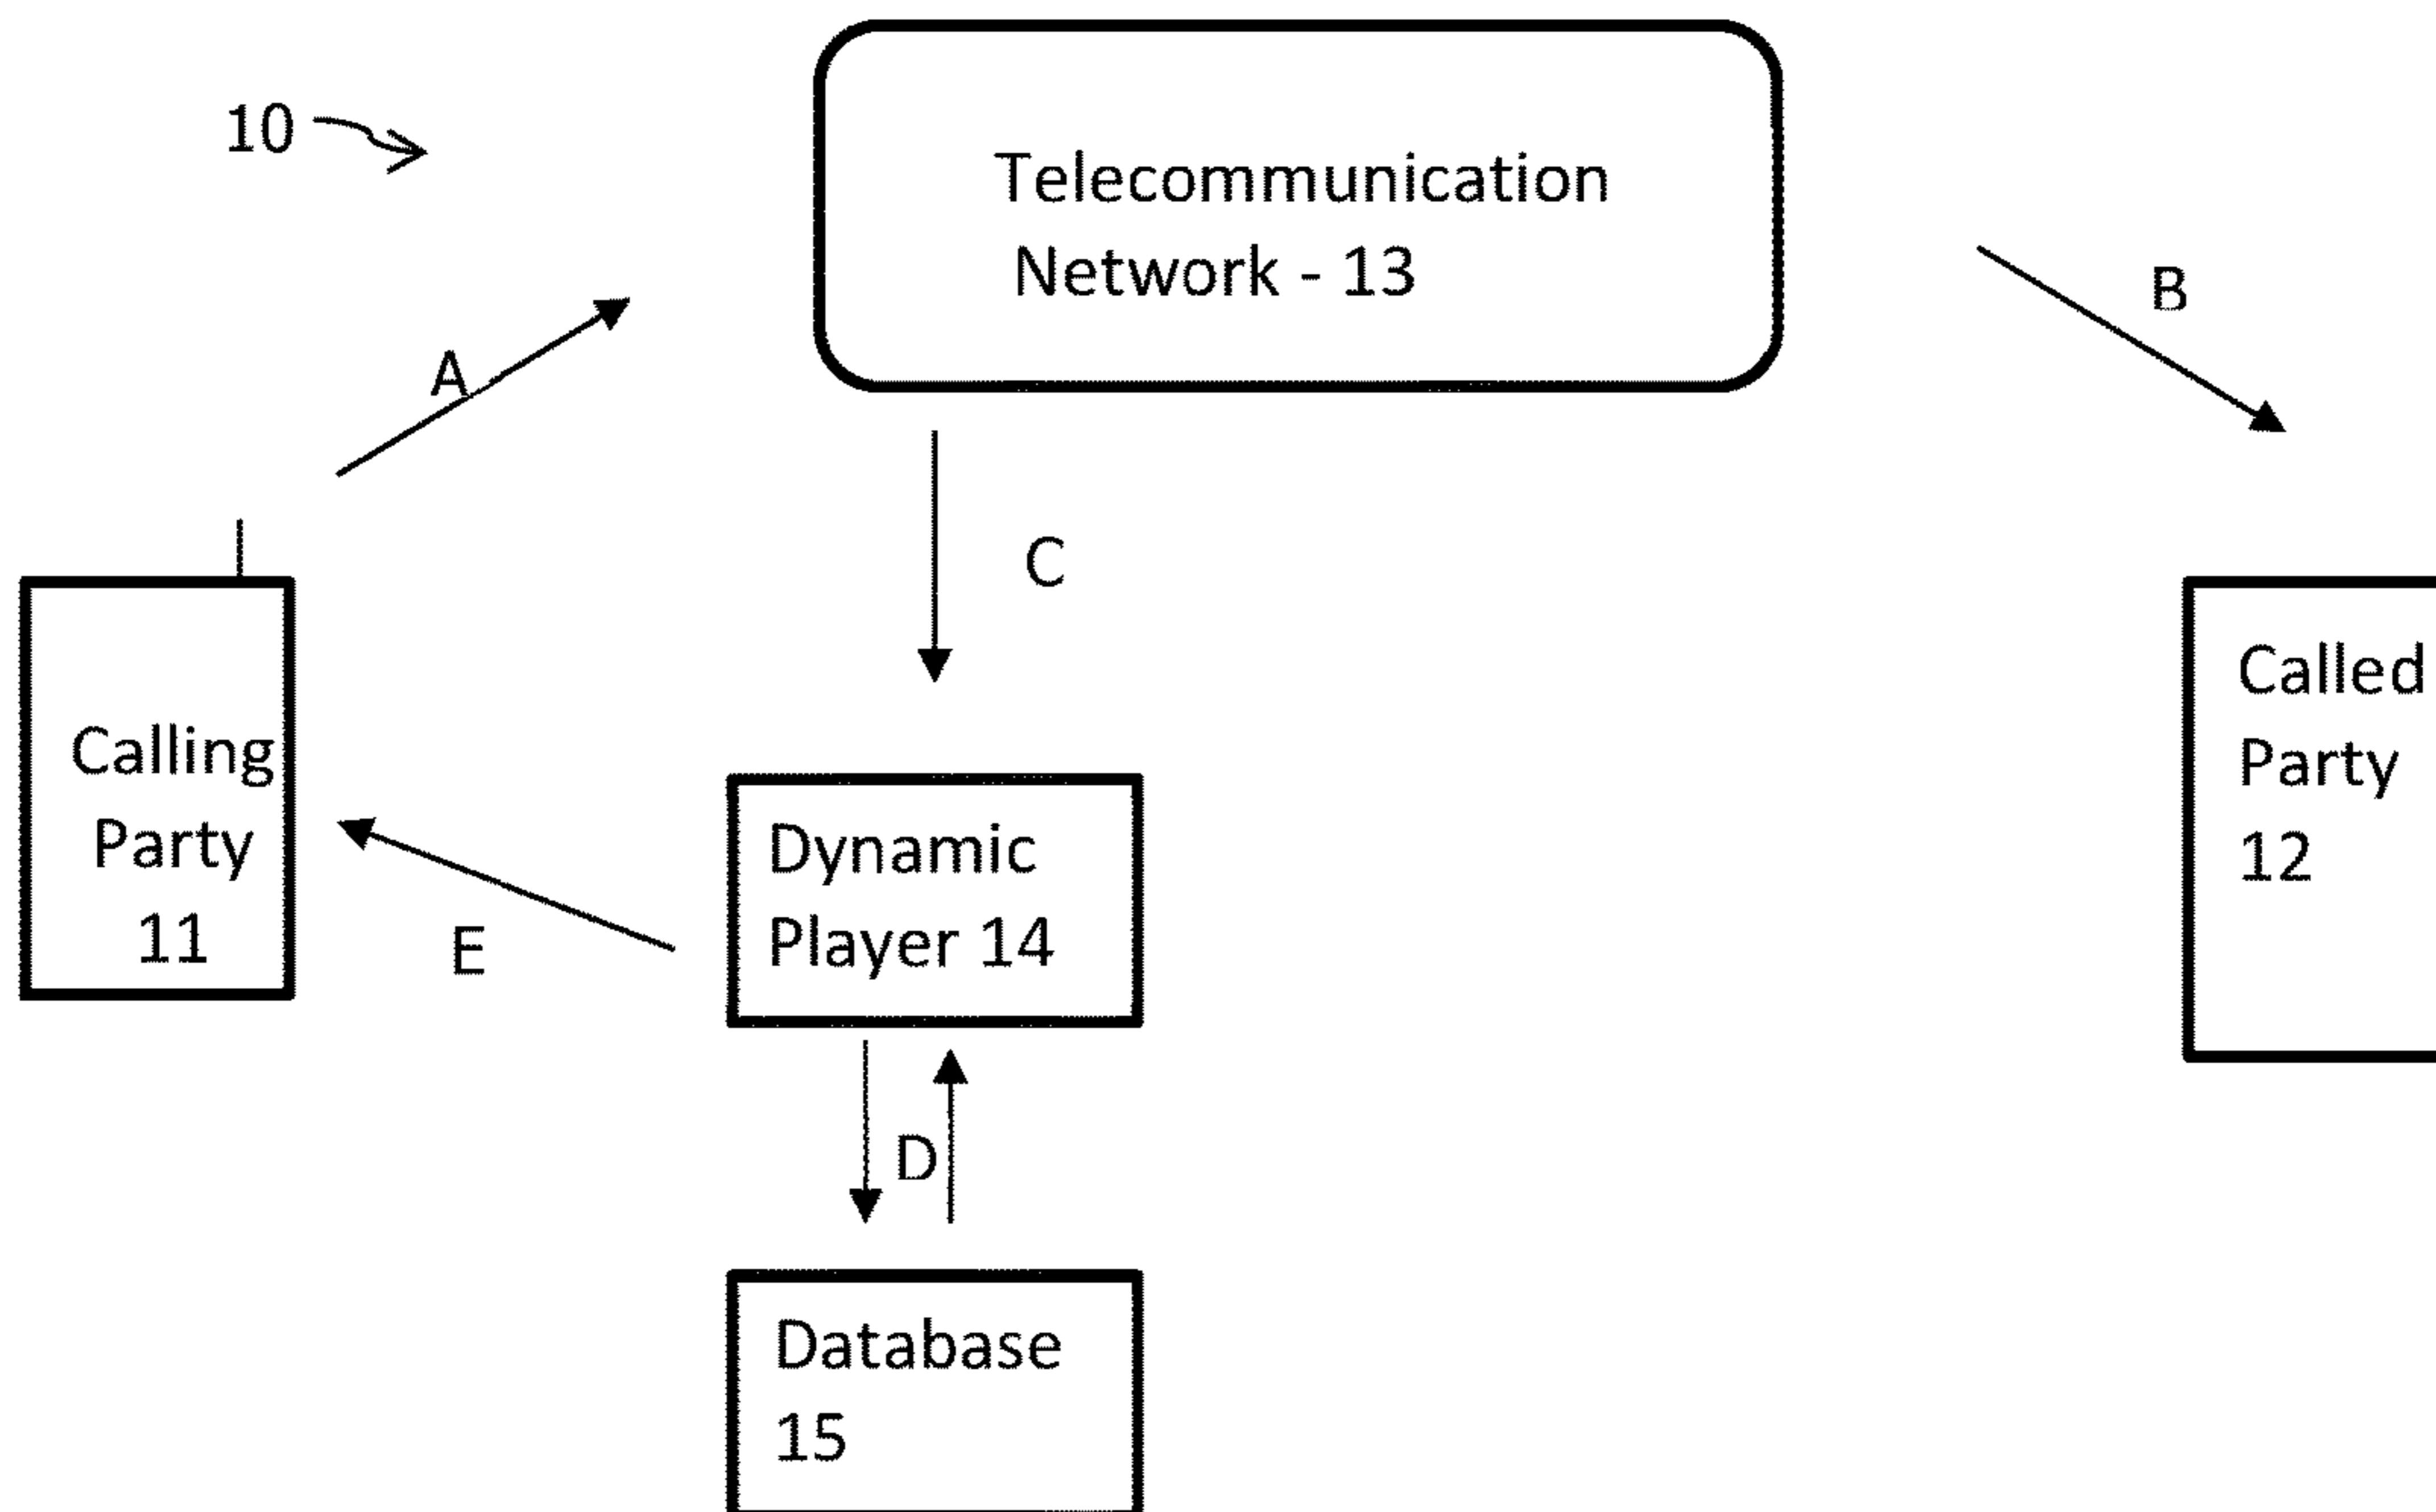 10
Telecommunication
Network - 13
A
B
C
Calling
Party
11
Called
Party
12
Dynamic
Player 14
E
D
Database
15